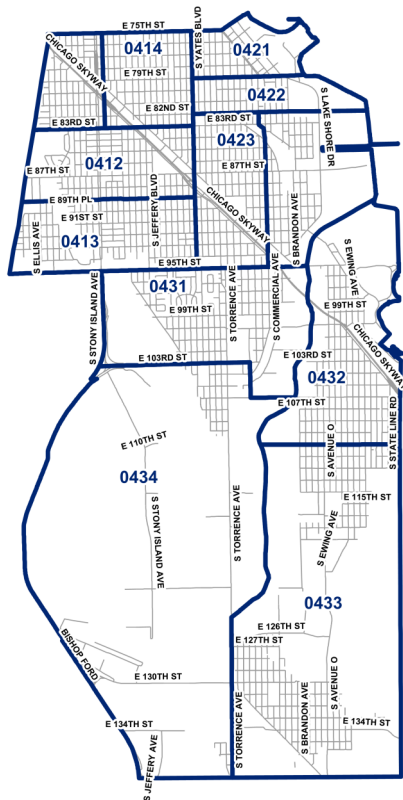 E 75TH ST
S YATES BLVD
0414
0421
CHICAGO SKYWAY
E 79TH ST
0422
S LAKE SHORE DR
E 82ND ST
E 83RD ST
E 83RD ST
0423
0412
E 87TH ST
E 87TH ST
S JEFFERY BLVD
CHICAGO SKYWAY
E 89TH PL
S BRANDON AVE
E 91ST ST
S ELLIS AVE
0413
S EWING AVE
E 95TH ST
S STONY ISLAND AVE
0431
S TORRENCE AVE
S COMMERCIAL AVE
E 99TH ST
E 99TH ST
CHICAGO SKYWAY
E 103RD ST
E 103RD ST
0432
S STATE LINE RD
E 107TH ST
S AVENUE O
E 110TH ST
0434
S STONY ISLAND AVE
S TORRENCE AVE
E 115TH ST
S EWING AVE
0433
E 126TH ST
E 127TH ST
BISHOP FORD
S AVENUE O
E 130TH ST
S TORRENCE AVE
S BRANDON AVE
E 134TH ST
E 134TH ST
S JEFFERY AVE